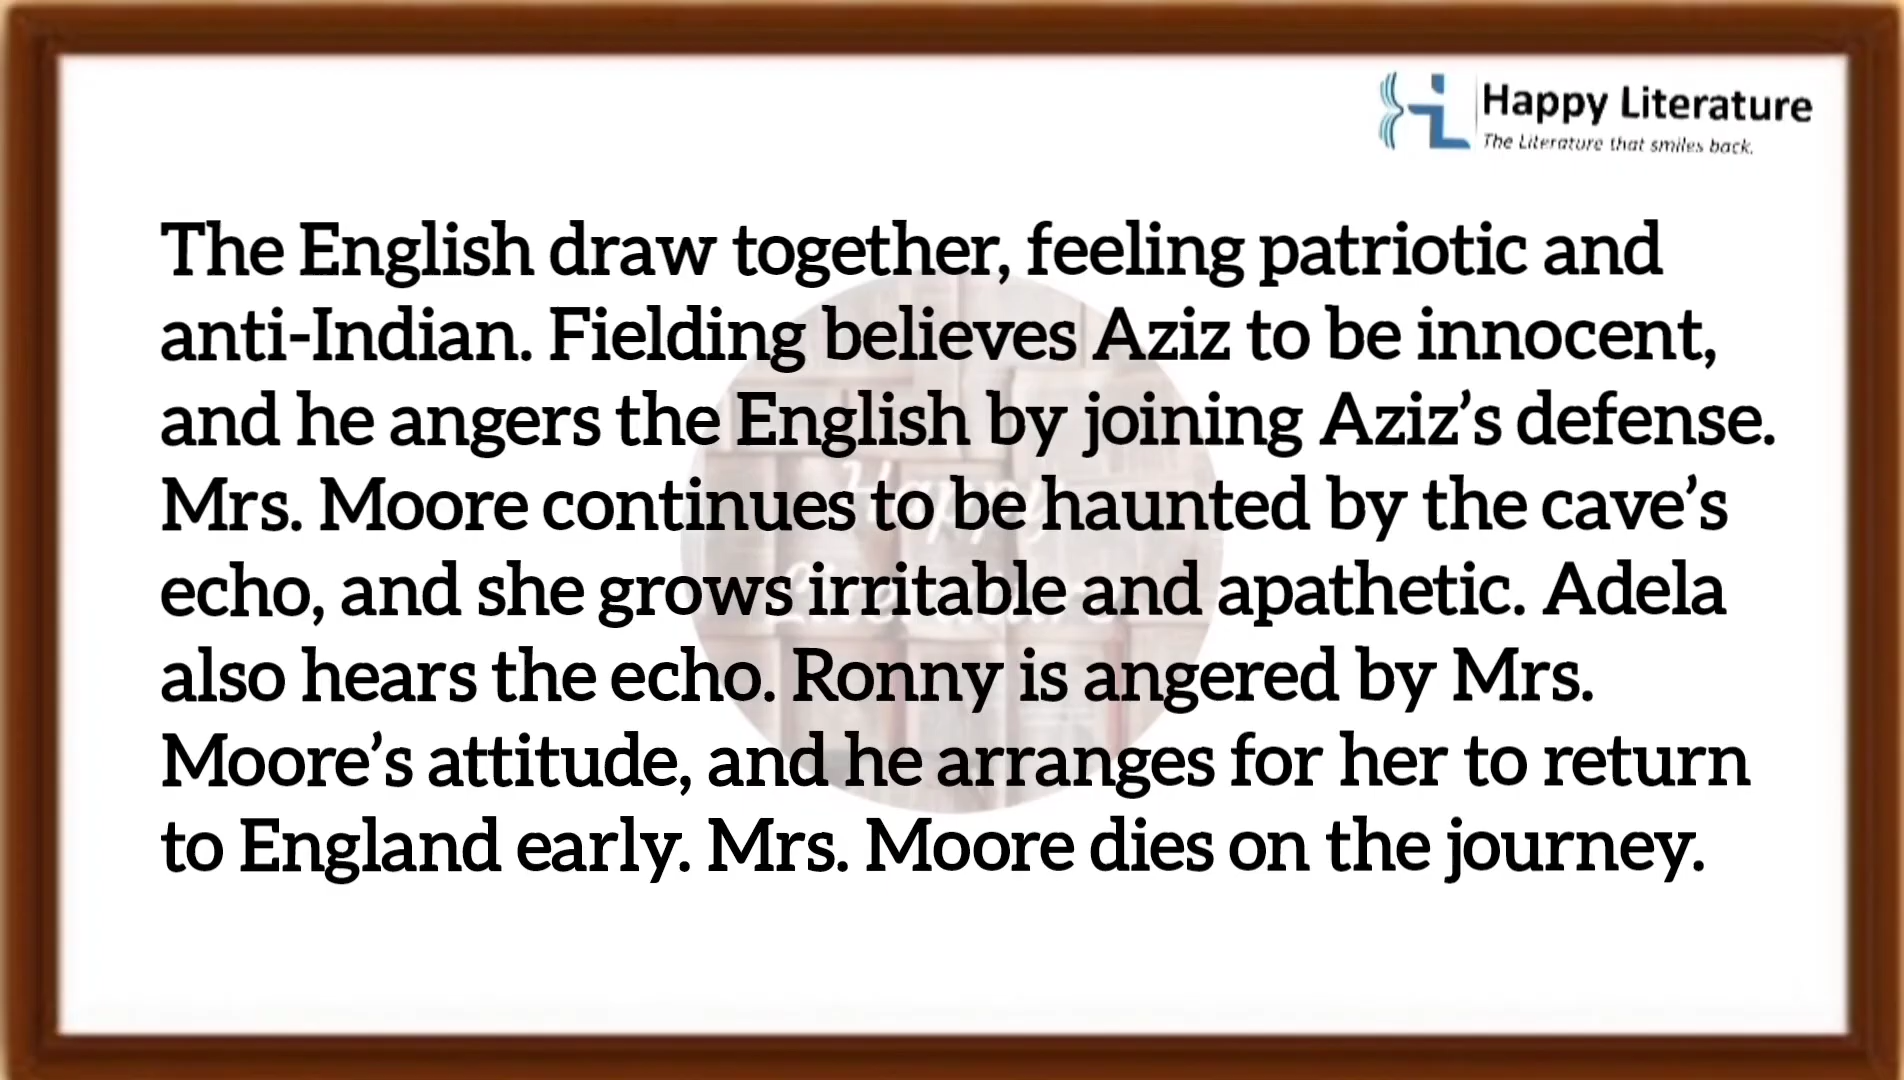 Happy Literature
The Literature that smiles back.
The English draw together, feeling patriotic and
anti-Indian. Fielding believes Aziz to be innocent,
and he angers the English by joining Aziz’s defense.
Mrs. Moore continues to be haunted by the cave’s
echo, and she grows irritable and apathetic. Adela
also hears the echo. Ronny is angered by Mrs.
Moore’s attitude, and he arranges for her to return
to England early. Mrs. Moore dies on the journey.
Happy
Literature